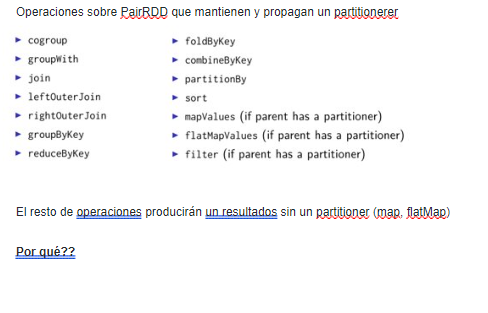 Operaciones sobre PairRDD que mantienen y propagan un partitionerer
▸ cogroup
▸ groupWith
▸ join
▸ leftOuterJoin
▸ rightOuterJoin
▸ groupByKey
▸ reduceByKey
▸ foldByKey
▸ combineByKey
▸ partitionBy
▸ sort
▸ mapValues (if parent has a partitioner)
▸ flatMapValues (if parent has a partitioner)
▸ filter (if parent has a partitioner)
El resto de operaciones producirán un resultados sin un partitioner (map, flatMap)
Por qué??